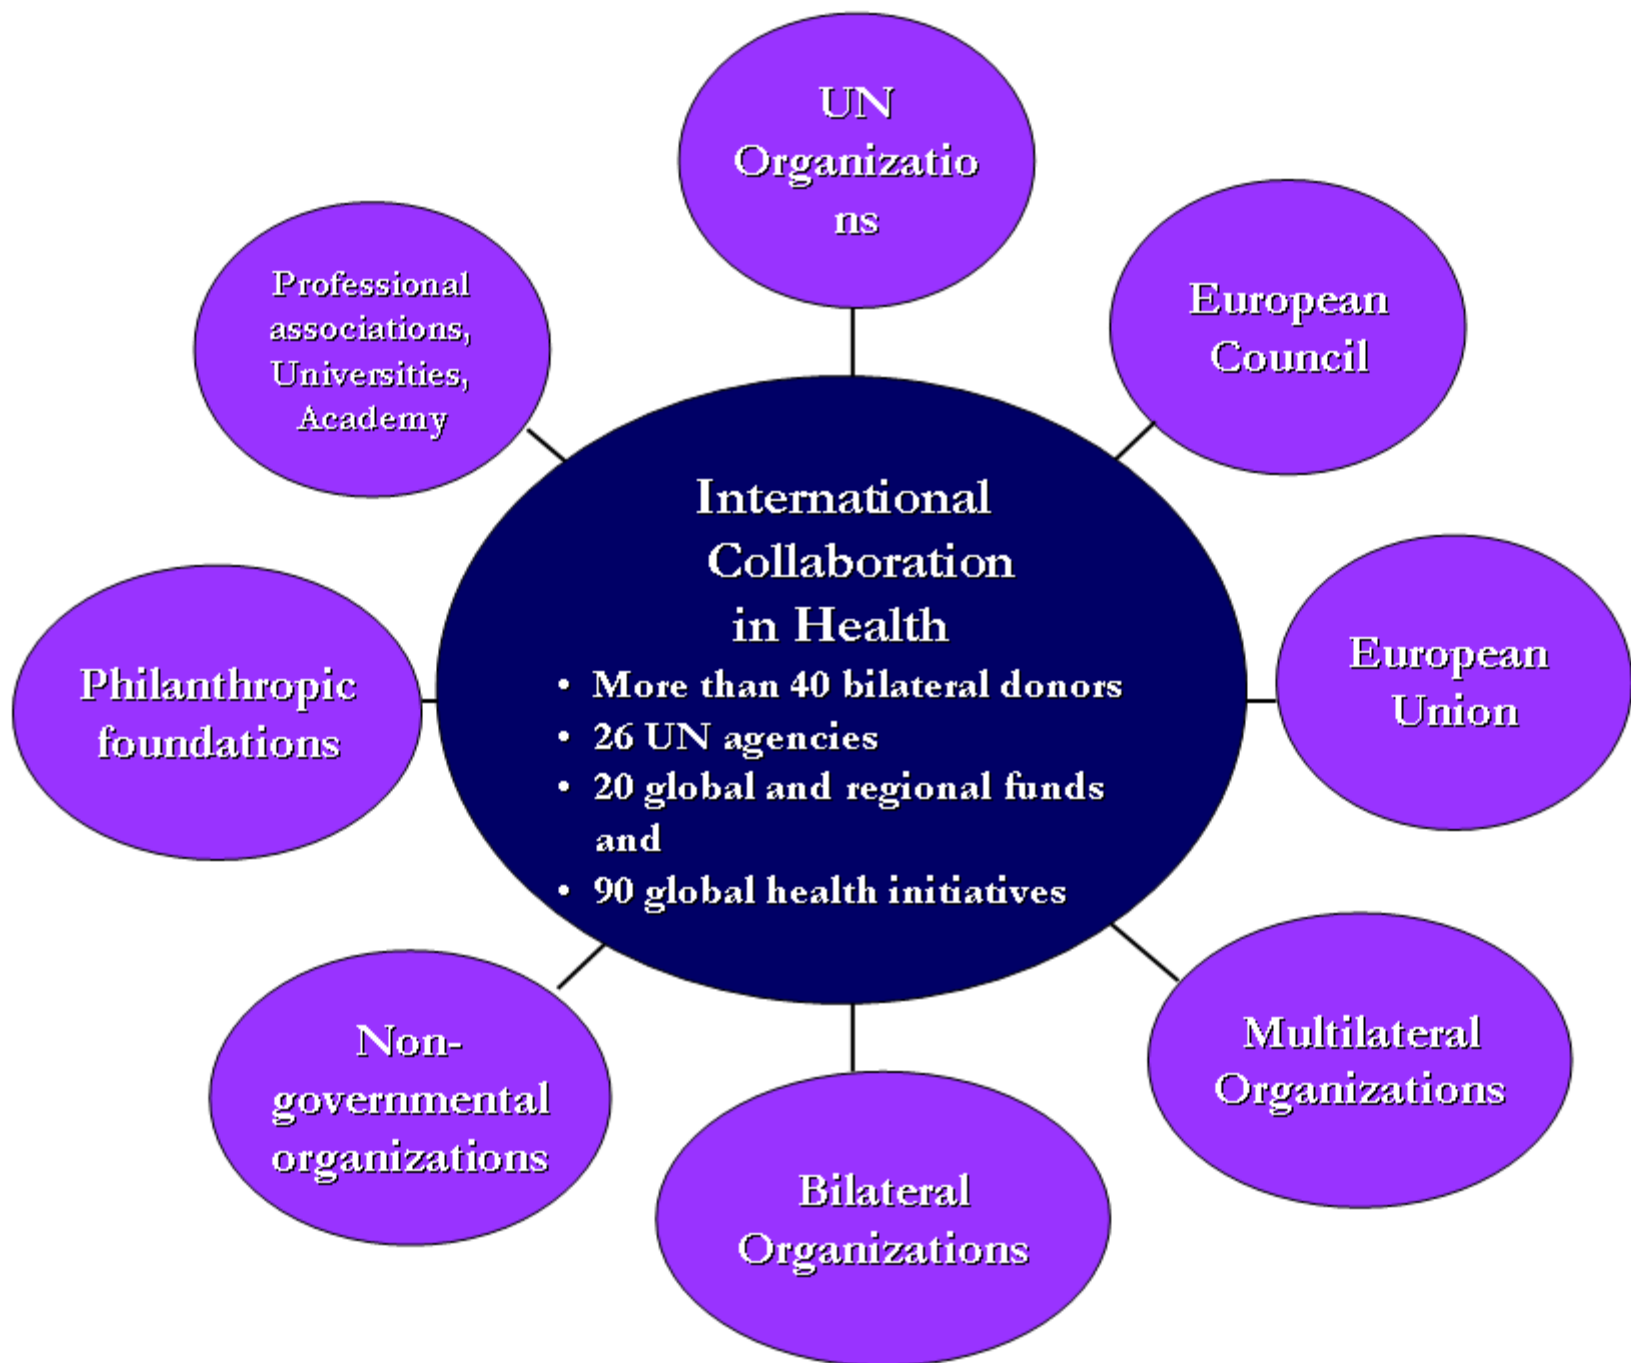 UN
Organizatio
ns
European
Council
Professional
associations,
Universities,
Academy
International
Collaboration
in Health
• More than 40 bilateral donors
• 26 UN agencies
• 20 global and regional funds
and
• 90 global health initiatives
European
Union
Philanthropic
foundations
Multilateral
Organizations
Non-
governmental
organizations
Bilateral
Organizations